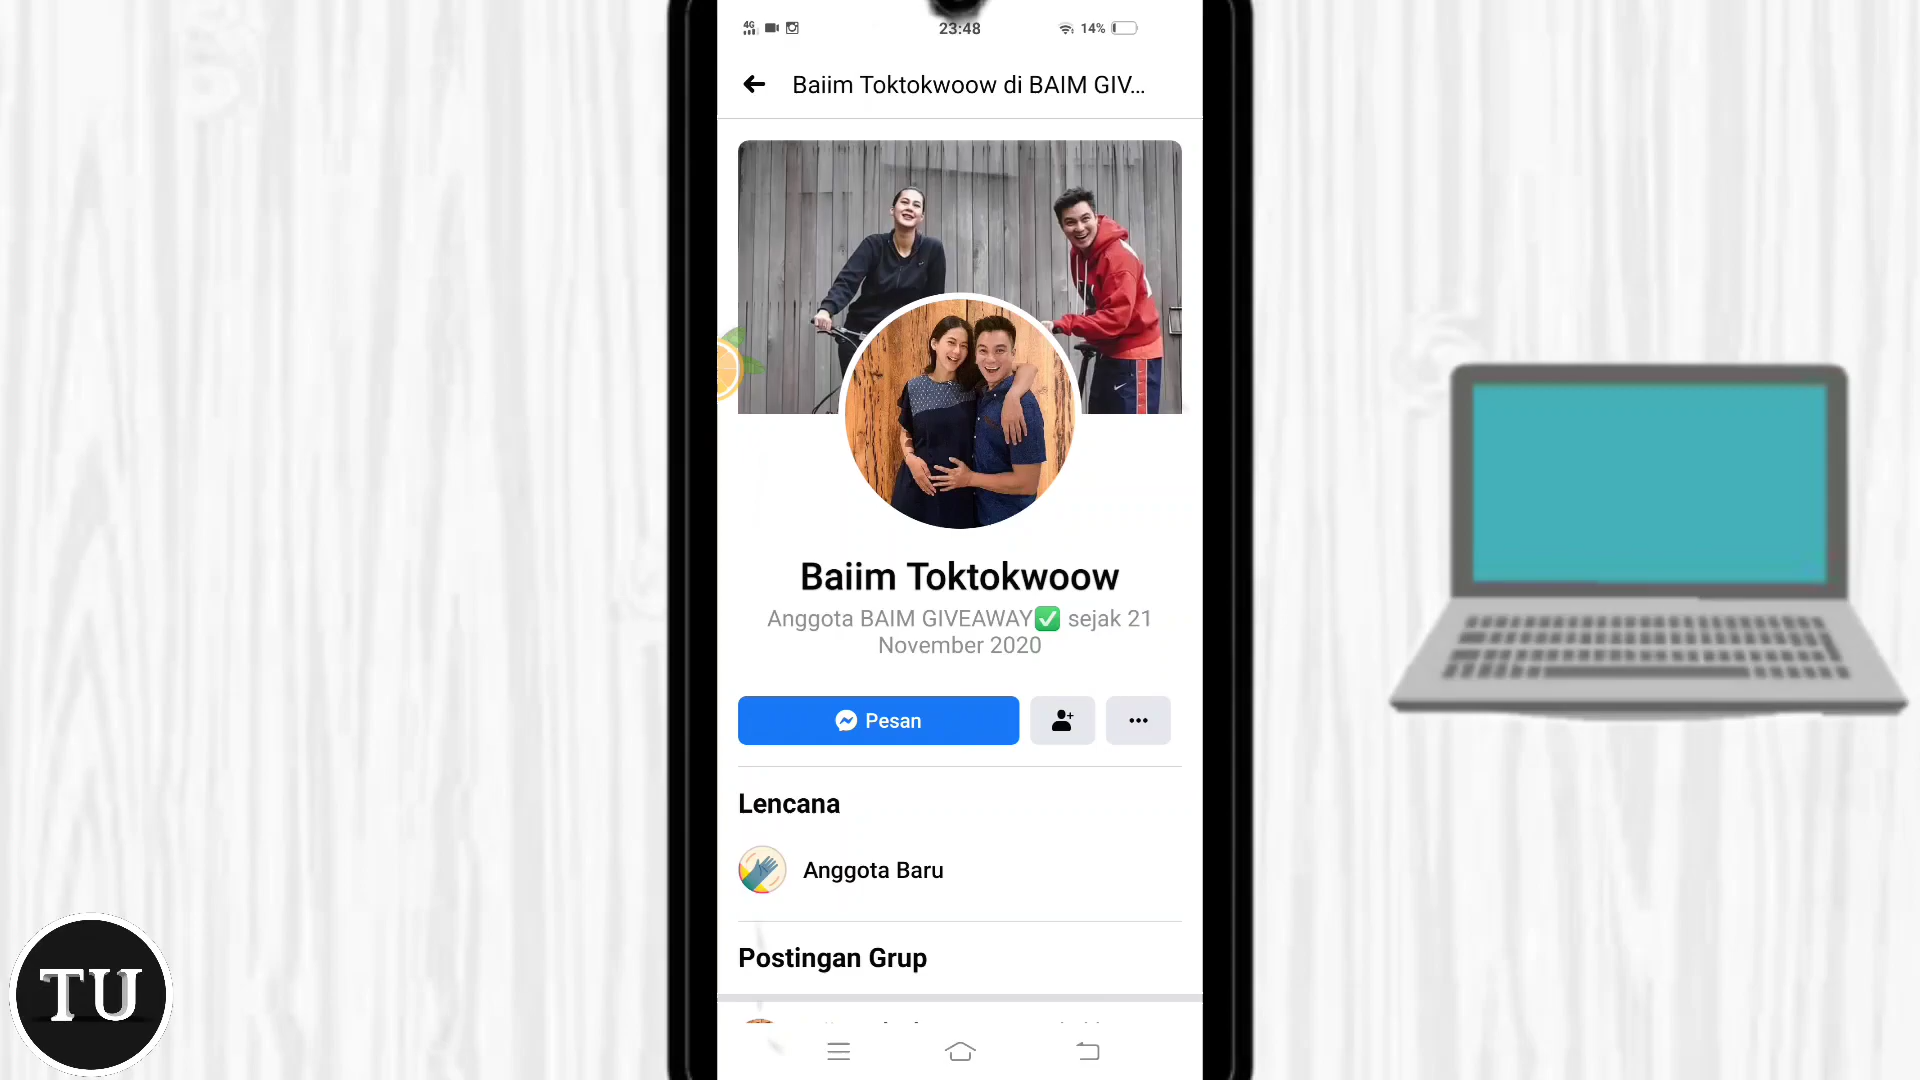 4G
23:48
14%
Baiim Toktokwoow di BAIM GIV...
Baiim Toktokwoow
Anggota BAIM GIVEAWAY✅ sejak 21
November 2020
Pesan
Lencana
Anggota Baru
Postingan Grup
TU